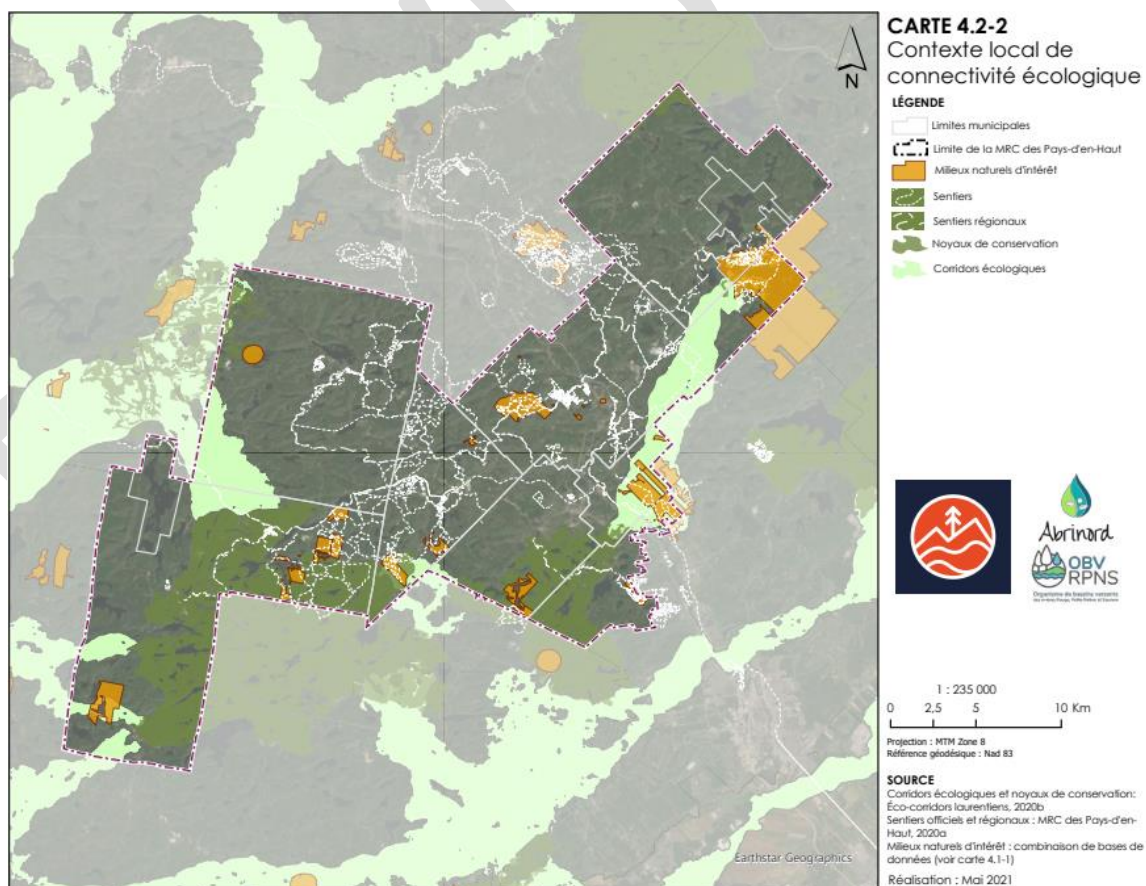 CARTE 4.2-2
Contexte local de
connectivité écologique
LÉGENDE
Limites municipales
Limite de la MRC des Pays-d'en-Haut
Milieux naturels d'intérêt
Sentiers
Sentiers régionaux
Noyaux de conservation
Corridors écologiques
N
Abrinord
OBV
RPNS
1 : 235 000
0 2,5 5 10 Km
Projection : MTM Zone 8
Référence géodésique : Nad 83
SOURCE
Corridors écologiques et noyaux de conservation:
Éco-corridors laurentiens, 2020b
Sentiers officiels et régionaux : MRC des Pays-d'en-
Haut, 2020a
Milieux naturels d'intérêt : combinaison de bases de
données (voir carte 4.1-1)
Réalisation : Mai 2021
Earthstar Geographics